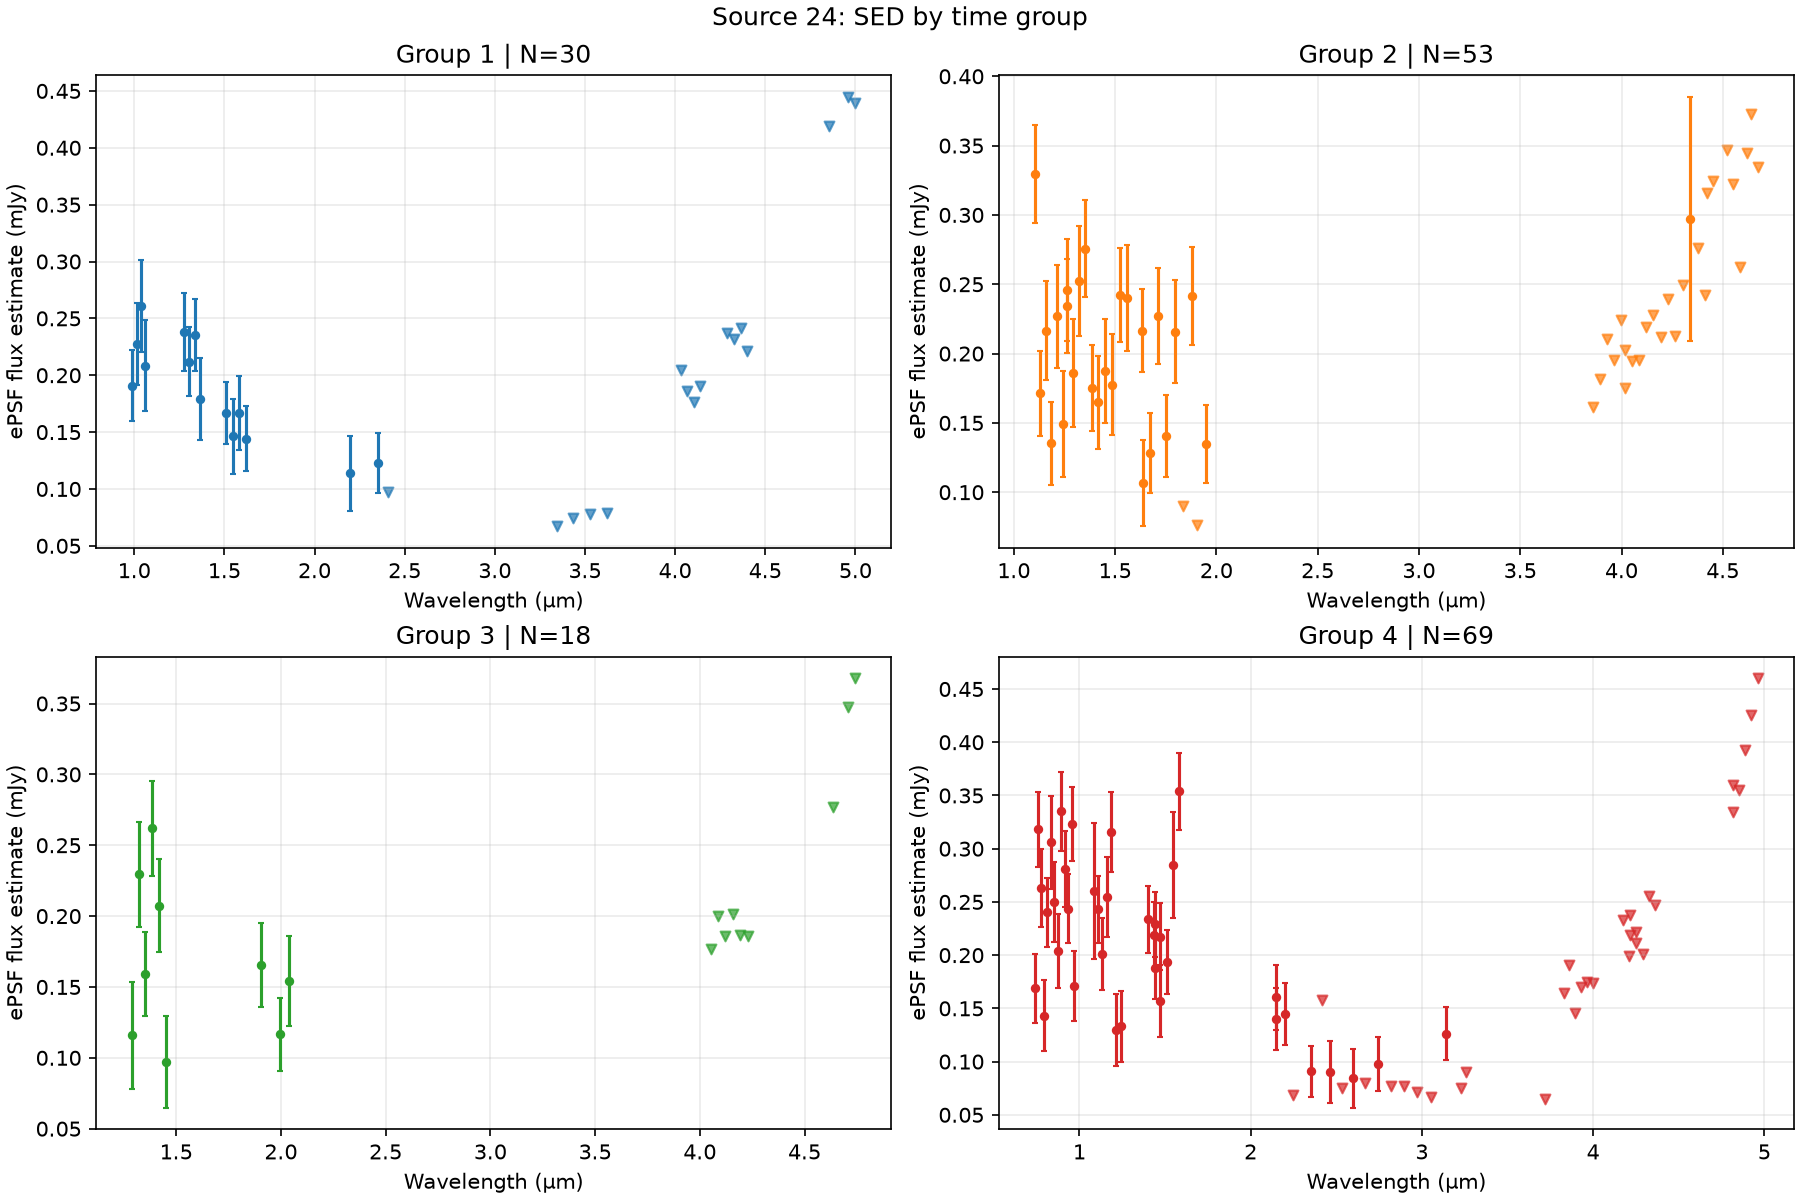 Source 24: SED by time group
Group 1 | N=30
ePSF flux estimate (mJy)
0.45
0.40
0.35
0.30
0.25
0.20
0.15
0.10
0.05
1.0 1.5 2.0 2.5 3.0 3.5 4.0 4.5 5.0
Wavelength (µm)
Group 2 | N=53
ePSF flux estimate (mJy)
0.40
0.35
0.30
0.25
0.20
0.15
0.10
1.0 1.5 2.0 2.5 3.0 3.5 4.0 4.5
Wavelength (µm)
Group 3 | N=18
ePSF flux estimate (mJy)
0.35
0.30
0.25
0.20
0.15
0.10
0.05
1.5 2.0 2.5 3.0 3.5 4.0 4.5
Wavelength (µm)
Group 4 | N=69
ePSF flux estimate (mJy)
0.45
0.40
0.35
0.30
0.25
0.20
0.15
0.10
0.05
1 2 3 4 5
Wavelength (µm)